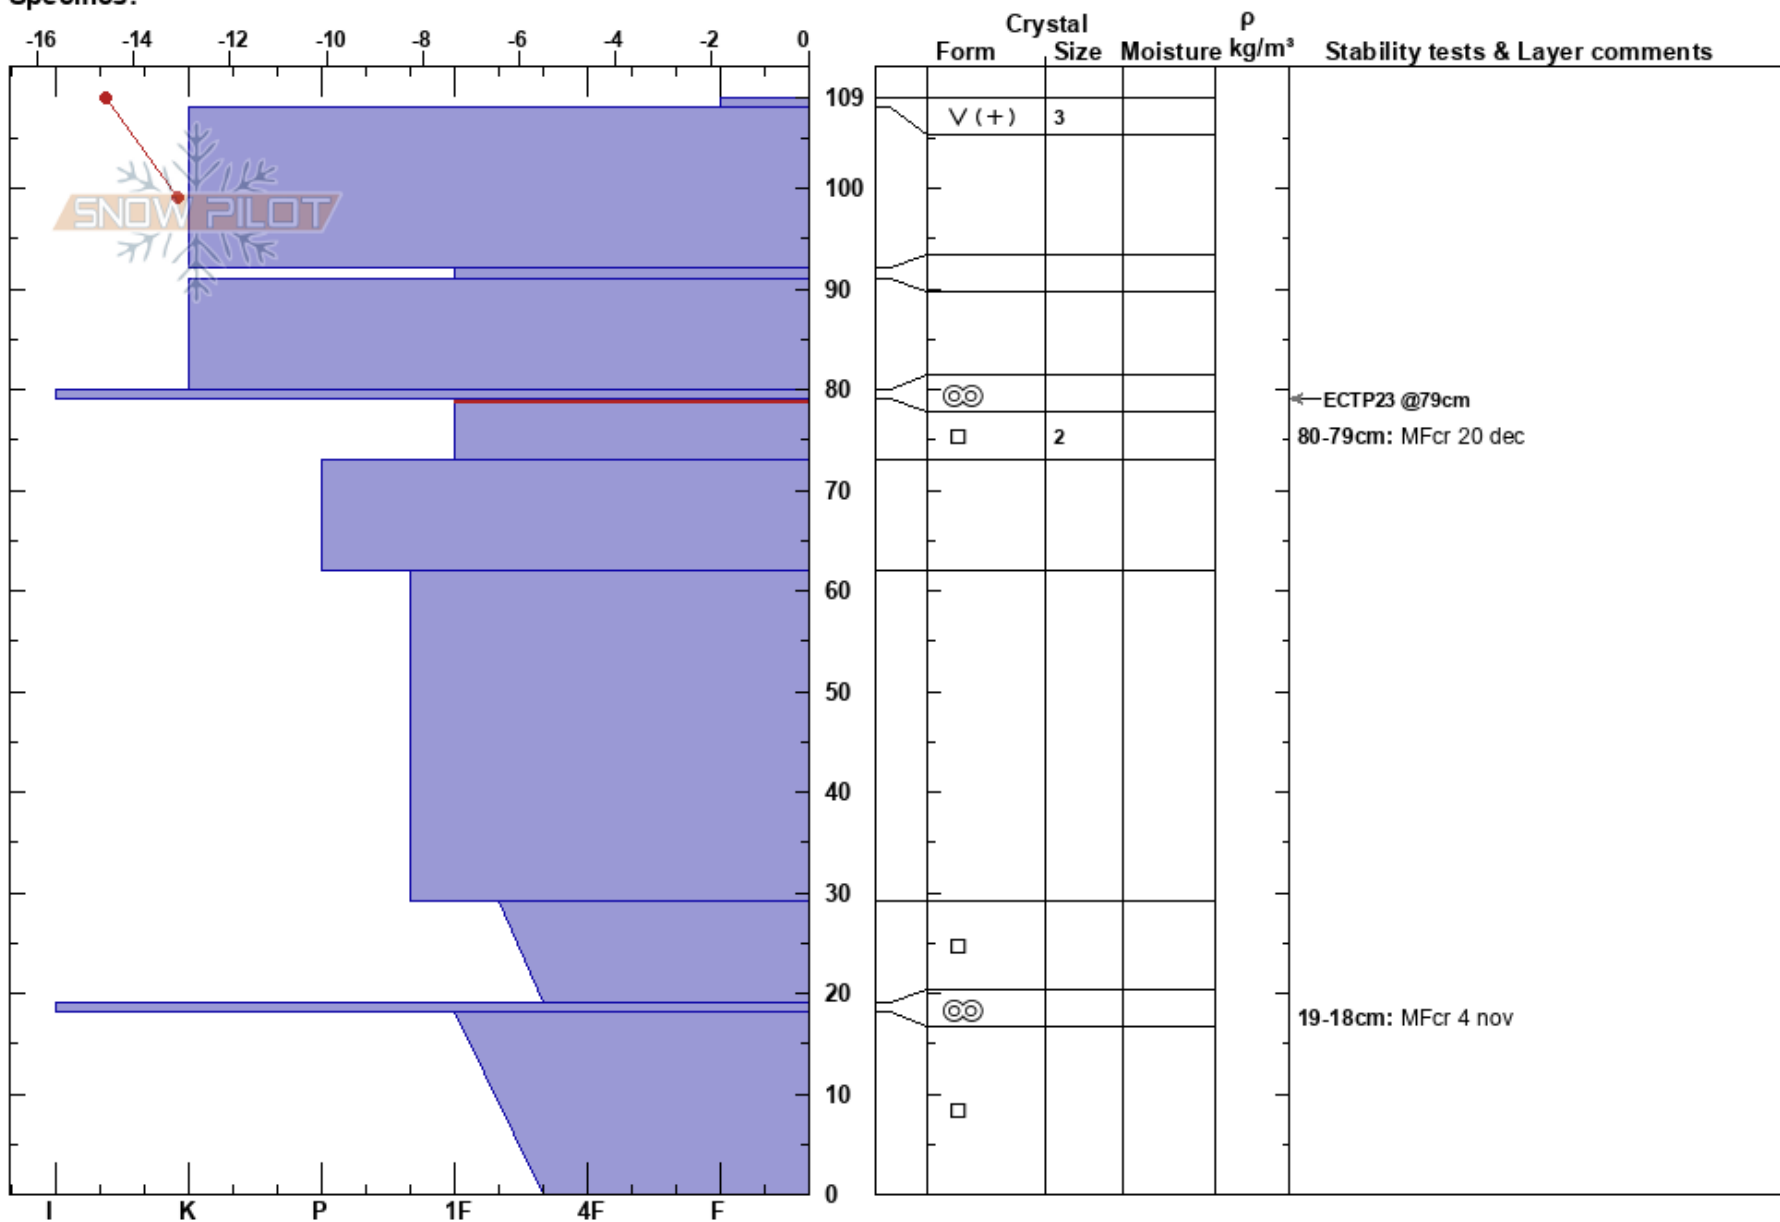 Crystal
ρ
-16 -14 -12 -10 -8 -6 -4 -2 0
Form Size Moisture kg/m³ Stability tests & Layer comments
109
V (+) 3
SNOW PILOT
100
90
80
ECTP23 @79cm
2
80-79cm: MFcr 20 dec
70
60
50
40
30
20
19-18cm: MFcr 4 nov
10
0
I K P 1F 4F F